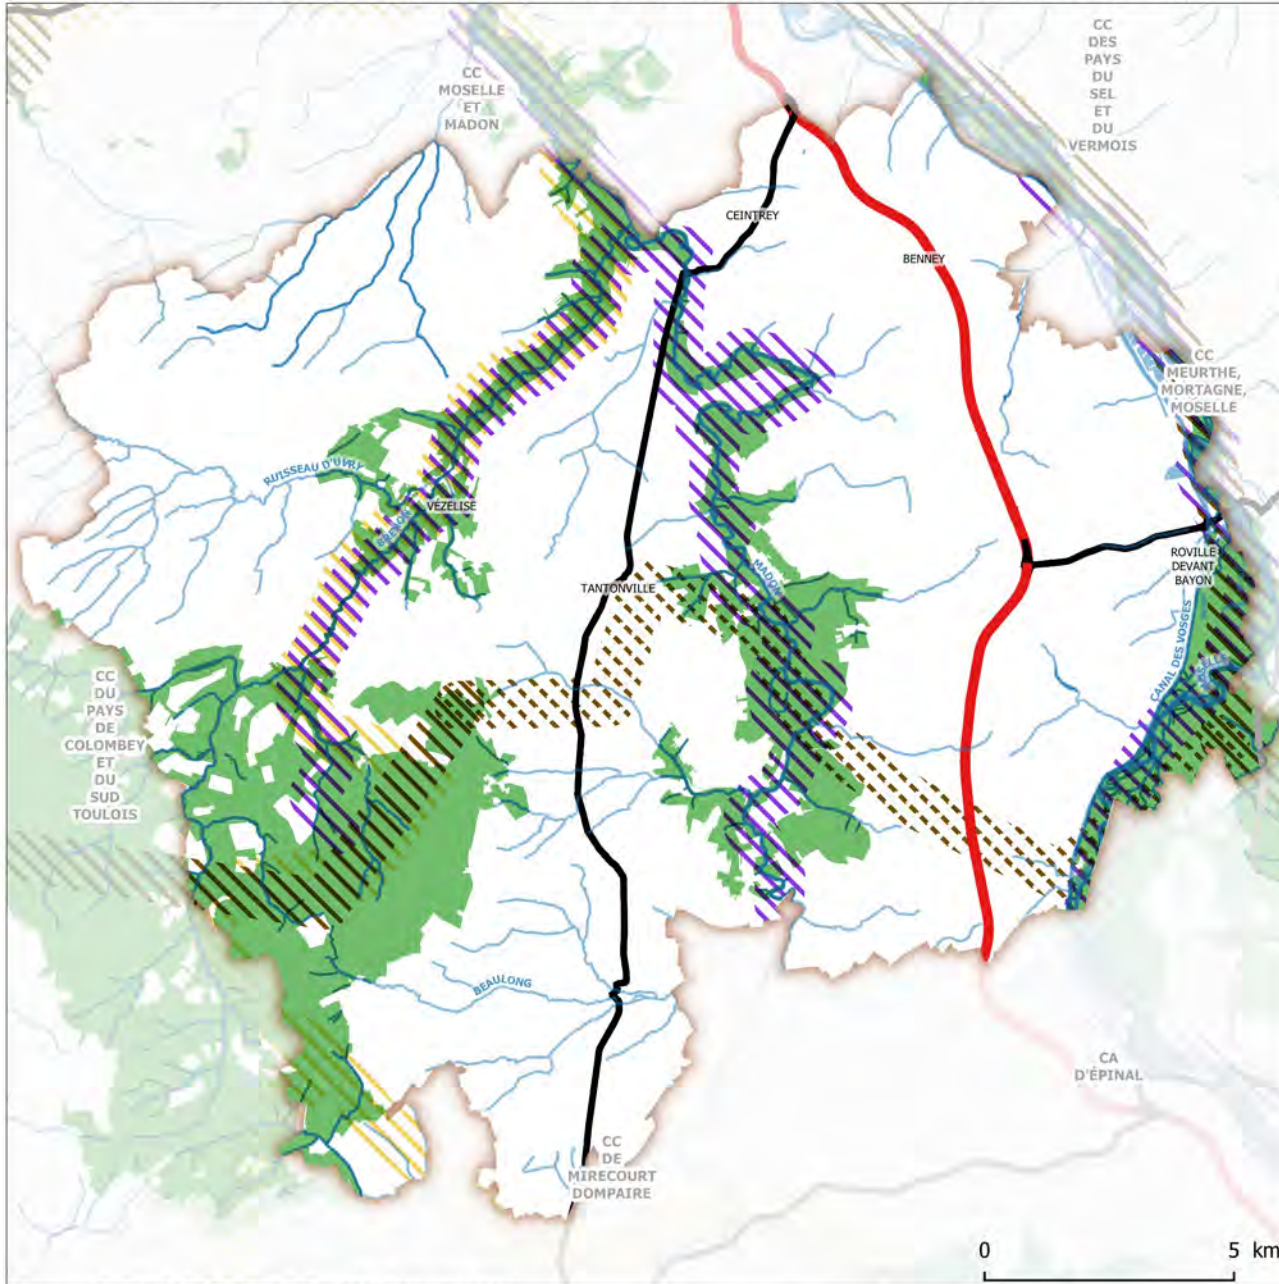 CC
DES
PAYS
DU
SEL
ET
DU
VERMOIS
CC
MOSELLE
ET
MADON
CEINTREY
BENNEY
CC
MEURTHE,
MORTAGNE,
MOSELLE
RUISSEAU D'UVRY
VÉZELISE
BRENON
ROVILLE
DEVANT
BAYON
MADON
TANTONVILLE
CANAL DES VOSGES
MOSELLE
CC
DU
PAYS
DE
COLOMBEY
ET
DU
SUD
TOULOIS
BEAULONG
CA
D'ÉPINAL
CC
DE
MIRECOURT
DOMPAIRE
0 5 km